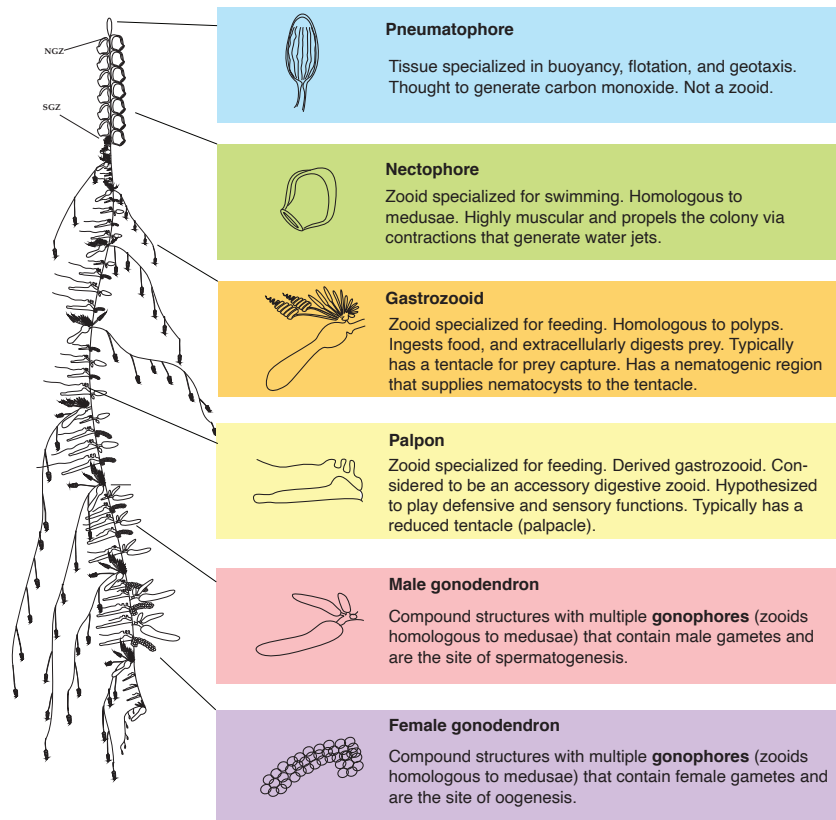 NGZ
SGZ
Pneumatophore
Tissue specialized in buoyancy, flotation, and geotaxis.
Thought to generate carbon monoxide. Not a zooid.
Nectophore
Zooid specialized for swimming. Homologous to
medusae. Highly muscular and propels the colony via
contractions that generate water jets.
Gastrozooid
Zooid specialized for feeding. Homologous to polyps.
Ingests food, and extracellularly digests prey. Typically
has a tentacle for prey capture. Has a nematogenic region
that supplies nematocysts to the tentacle.
Palpon
Zooid specialized for feeding. Derived gastrozooid. Con-
sidered to be an accessory digestive zooid. Hypothesized
to play defensive and sensory functions. Typically has a
reduced tentacle (palpacle).
Male gonodendron
Compound structures with multiple gonophores (zooids
homologous to medusae) that contain male gametes and
are the site of spermatogenesis.
Female gonodendron
Compound structures with multiple gonophores (zooids
homologous to medusae) that contain female gametes and
are the site of oogenesis.